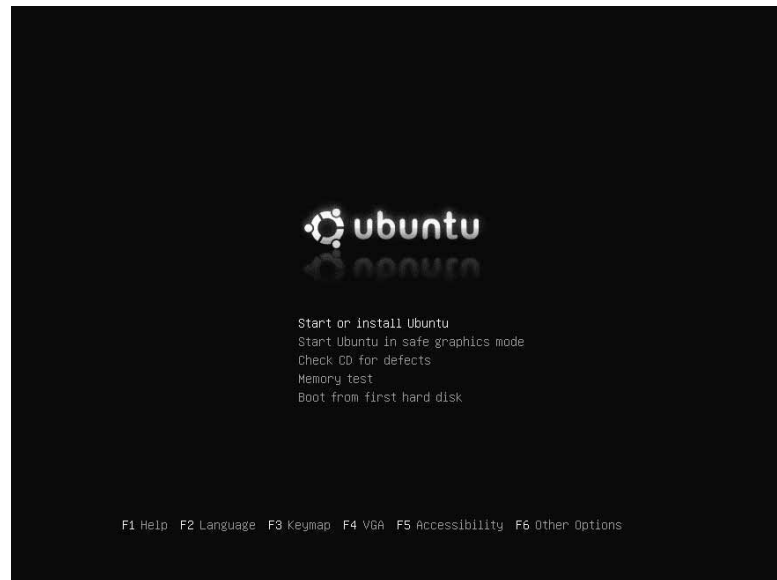 ubuntu
Start or install Ubuntu
Start Ubuntu in safe graphics mode
Check CD for defects
Memory test
Boot from first hard disk
F1 Help F2 Language F3 Keymap F4 VGA F5 Accessibility F6 Other Options